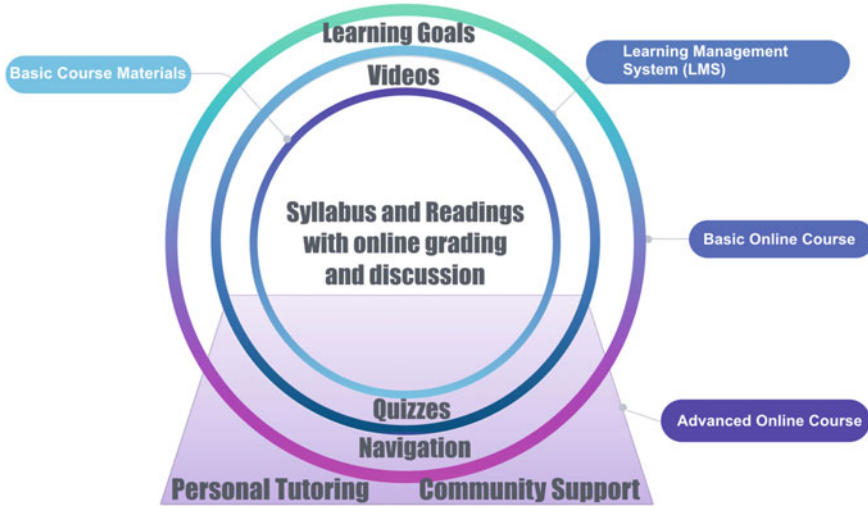 Learning Goals
Basic Course Materials
Videos
Learning Management
System (LMS)
Syllabus and Readings
with online grading
and discussion
Basic Online Course
Quizzes
Advanced Online Course
Navigation
Personal Tutoring
Community Support